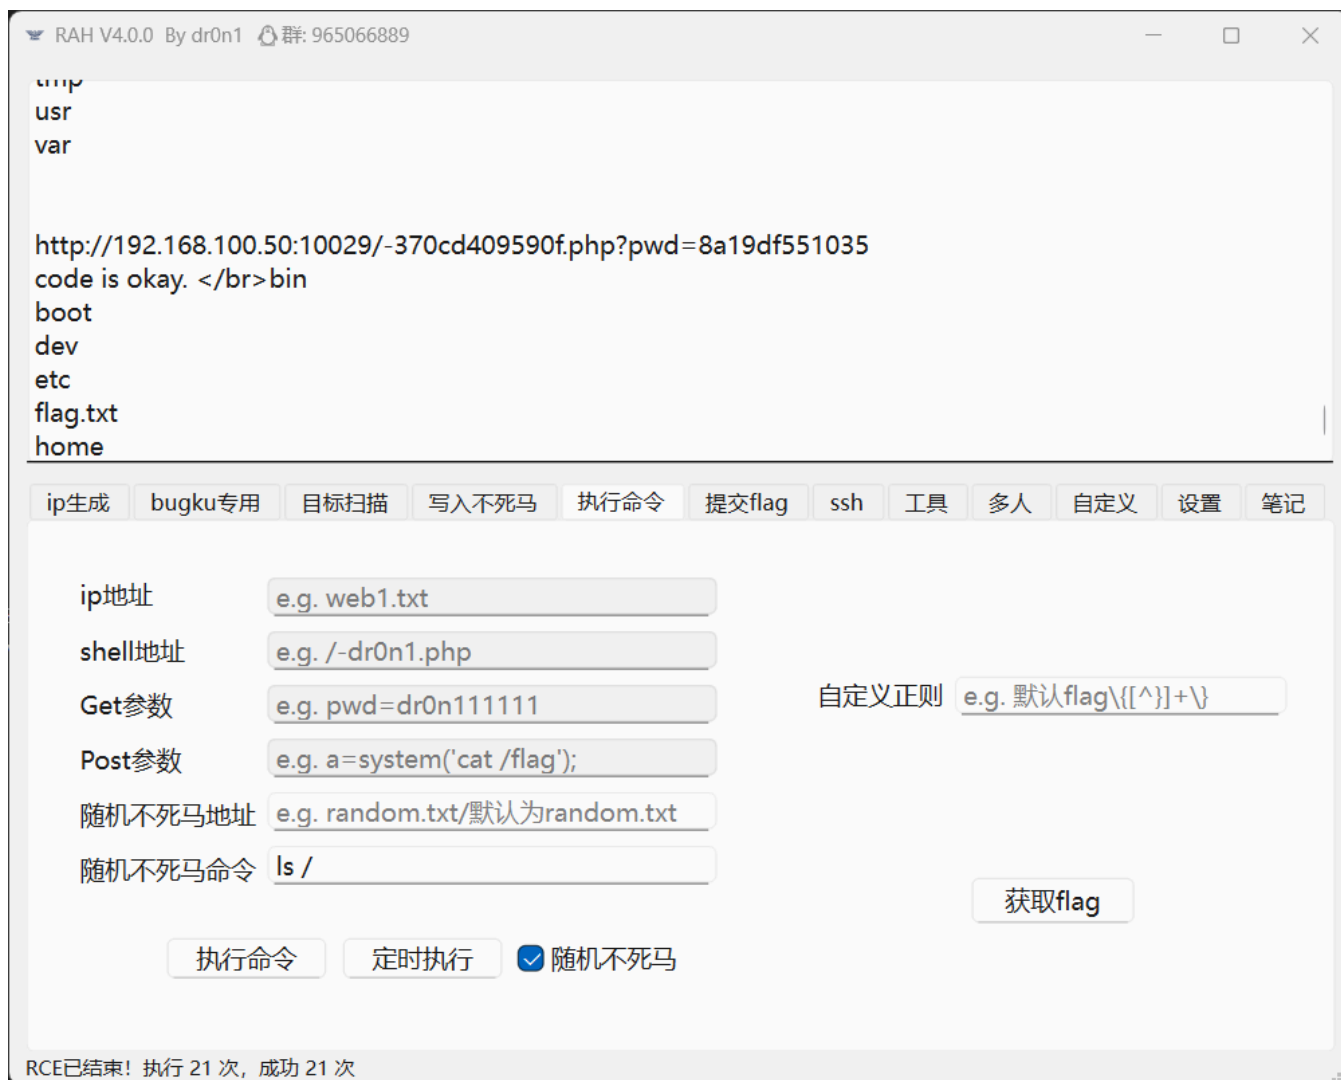 RAH V4.0.0 By dr0n1 群: 965066889
tmp
usr
var
http://192.168.100.50:10029/-370cd409590f.php?pwd=8a19df551035
code is okay. </br>bin
boot
dev
etc
flag.txt
home
ip生成 bugku专用 目标扫描 写入不死马 执行命令 提交flag ssh 工具 多人 自定义 设置 笔记
ip地址 e.g. web1.txt
shell地址 e.g. /-dr0n1.php
Get参数 e.g. pwd=dr0n111111
自定义正则 e.g. 默认flag\{[^}]+\}
Post参数 e.g. a=system('cat /flag');
随机不死马地址 e.g. random.txt/默认为random.txt
随机不死马命令 ls /
获取flag
执行命令 定时执行 随机不死马
RCE已结束! 执行 21 次, 成功 21 次